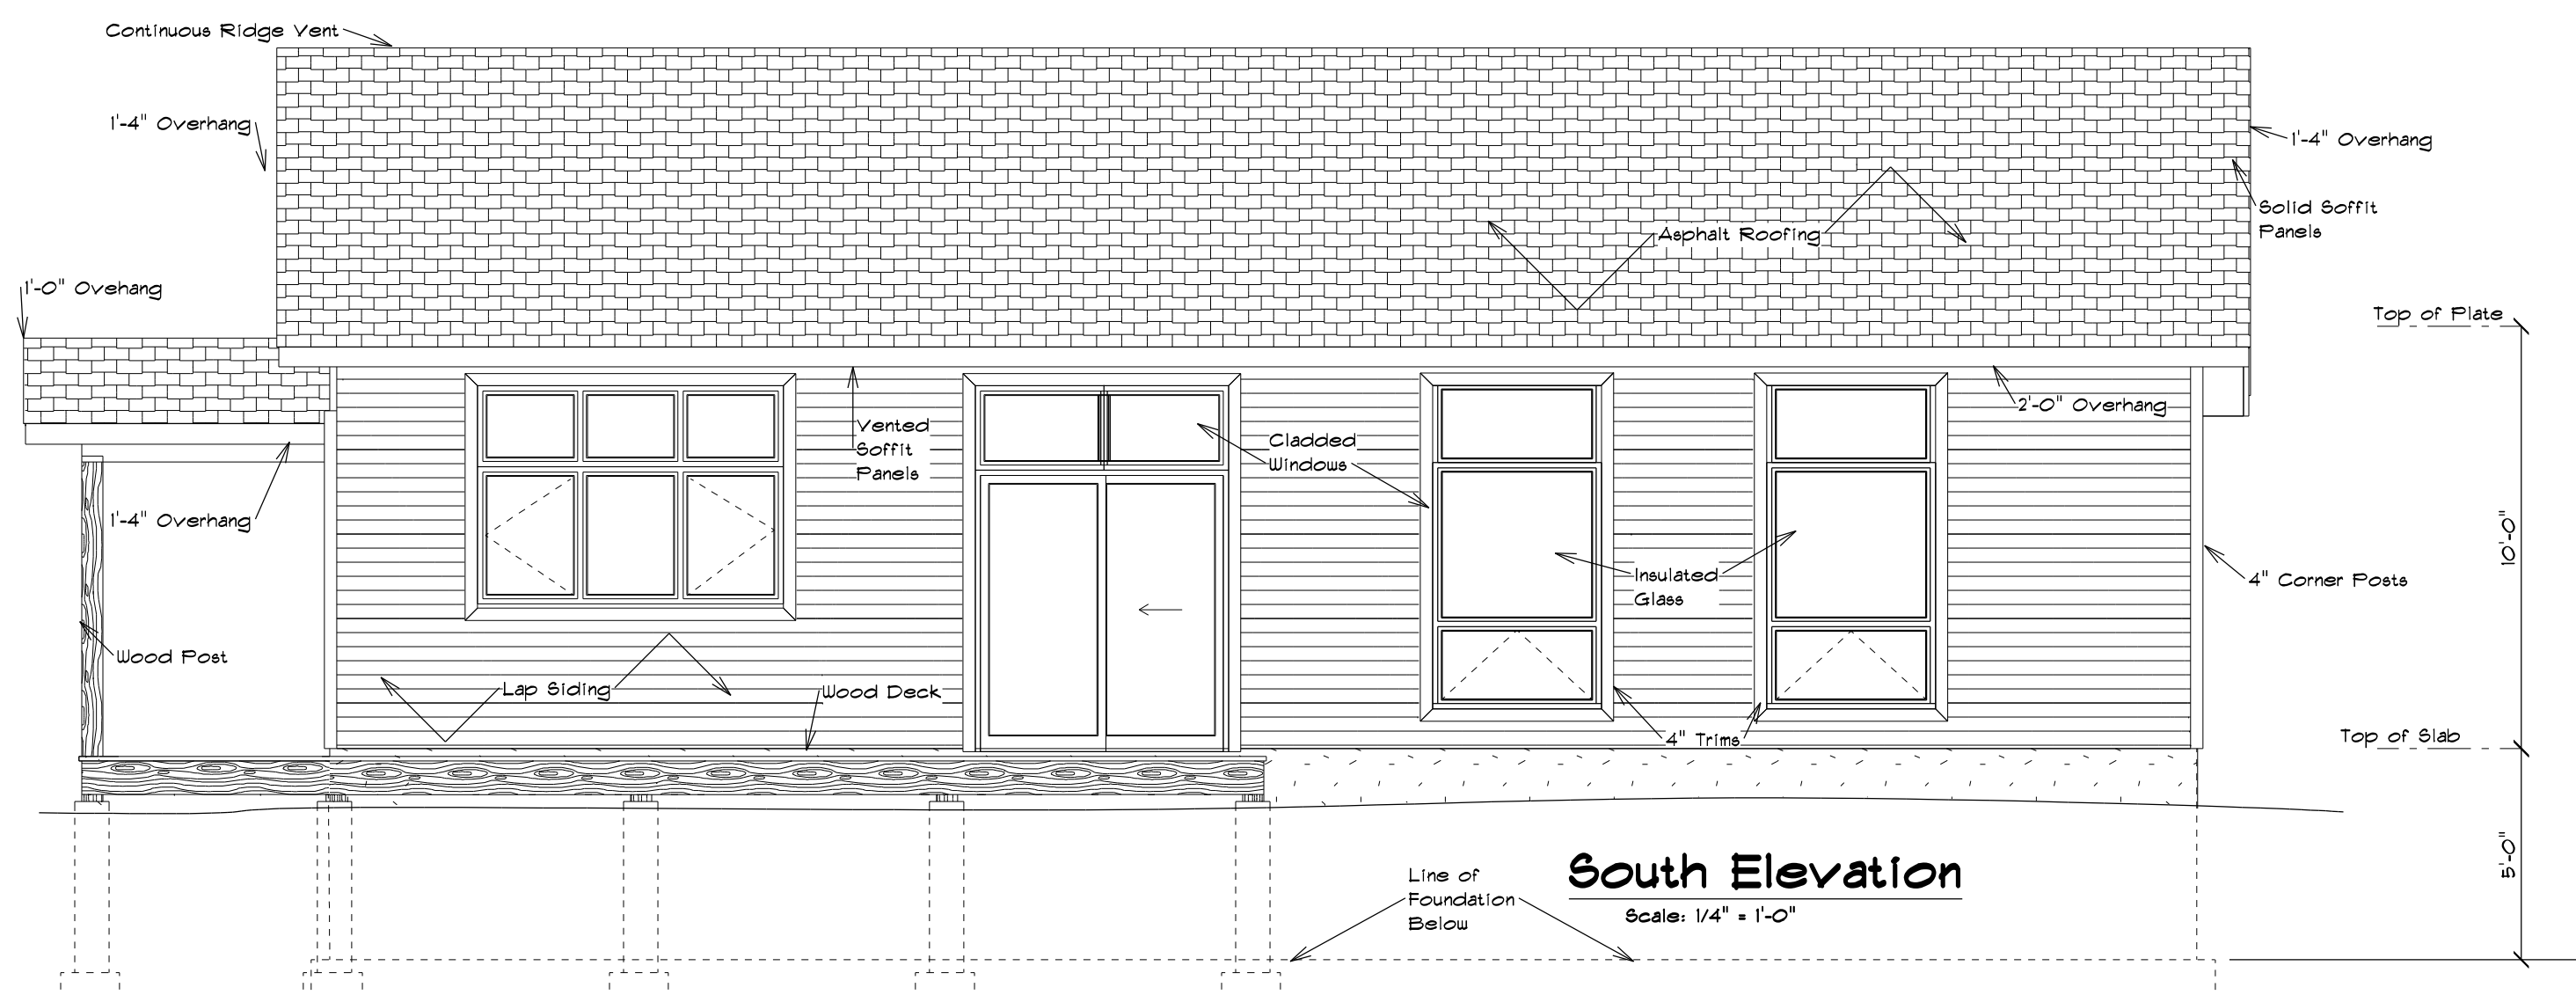 Continuous Ridge Vent
1'-4" Overhang
1'-4" Overhang
Solid Soffit
Panels
Asphalt Roofing
1'-0" Ovehang
Top of Plate
2'-0" Overhang
Vented
Soffit
Panels
Cladded
Windows
1'-4" Overhang
10'-0"
Insulated
Glass
4" Corner Posts
Wood Post
Lap Siding
Wood Deck
4" Trims
Top of Slab
5'-0"
South Elevation
Scale: 1/4" = 1'-0"
Line of
Foundation
Below